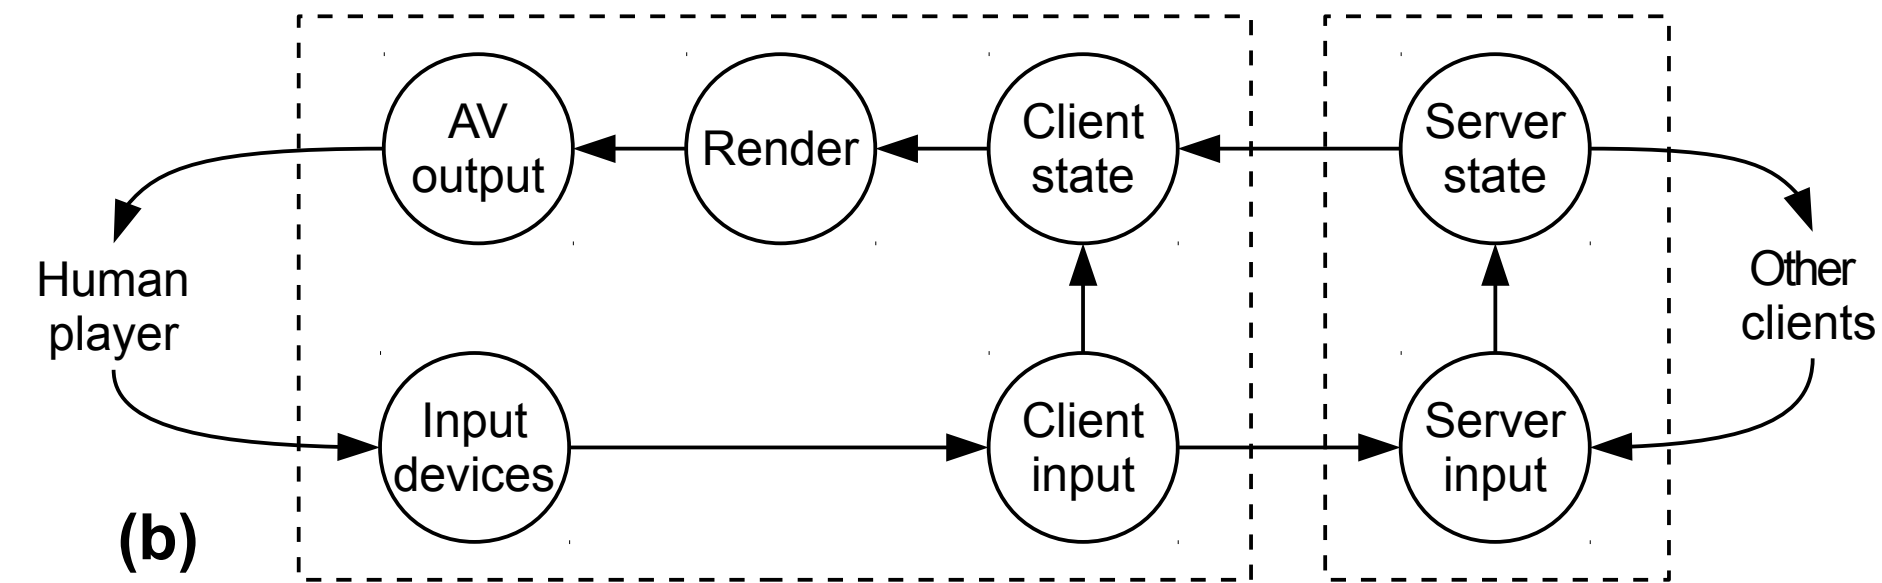 AV
output
Render
Client
state
Server
state
Human
player
Other
clients
Input
devices
Client
input
Server
input
(b)